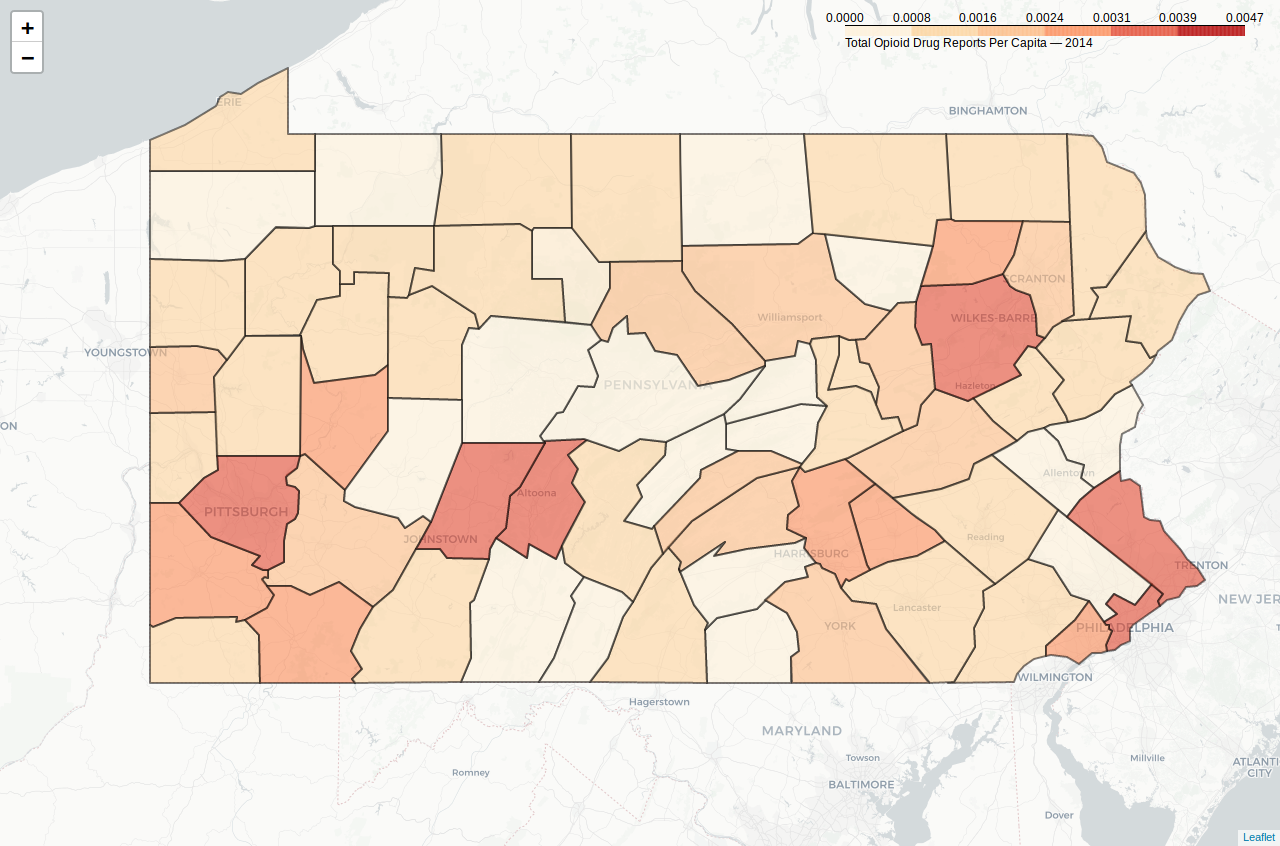 +
−
0.0000 0.0008 0.0016 0.0024 0.0031 0.0039 0.0047
Total Opioid Drug Reports Per Capita — 2014
ERIE
BINGHAMTON
SCRANTON
Williamsport
WILKES-BARRE
YOUNGSTOWN
PENNSYLVANIA
Hazleton
ON
Allentown
Altoona
PITTSBURGH
JOHNSTOWN
Reading
HARRISBURG
TRENTON
NEW JER
Lancaster
YORK
PHILADELPHIA
WILMINGTON
Hagerstown
MARYLAND
Towson
Millville
ATLANTI
CITY
Romney
BALTIMORE
Dover
Leaflet